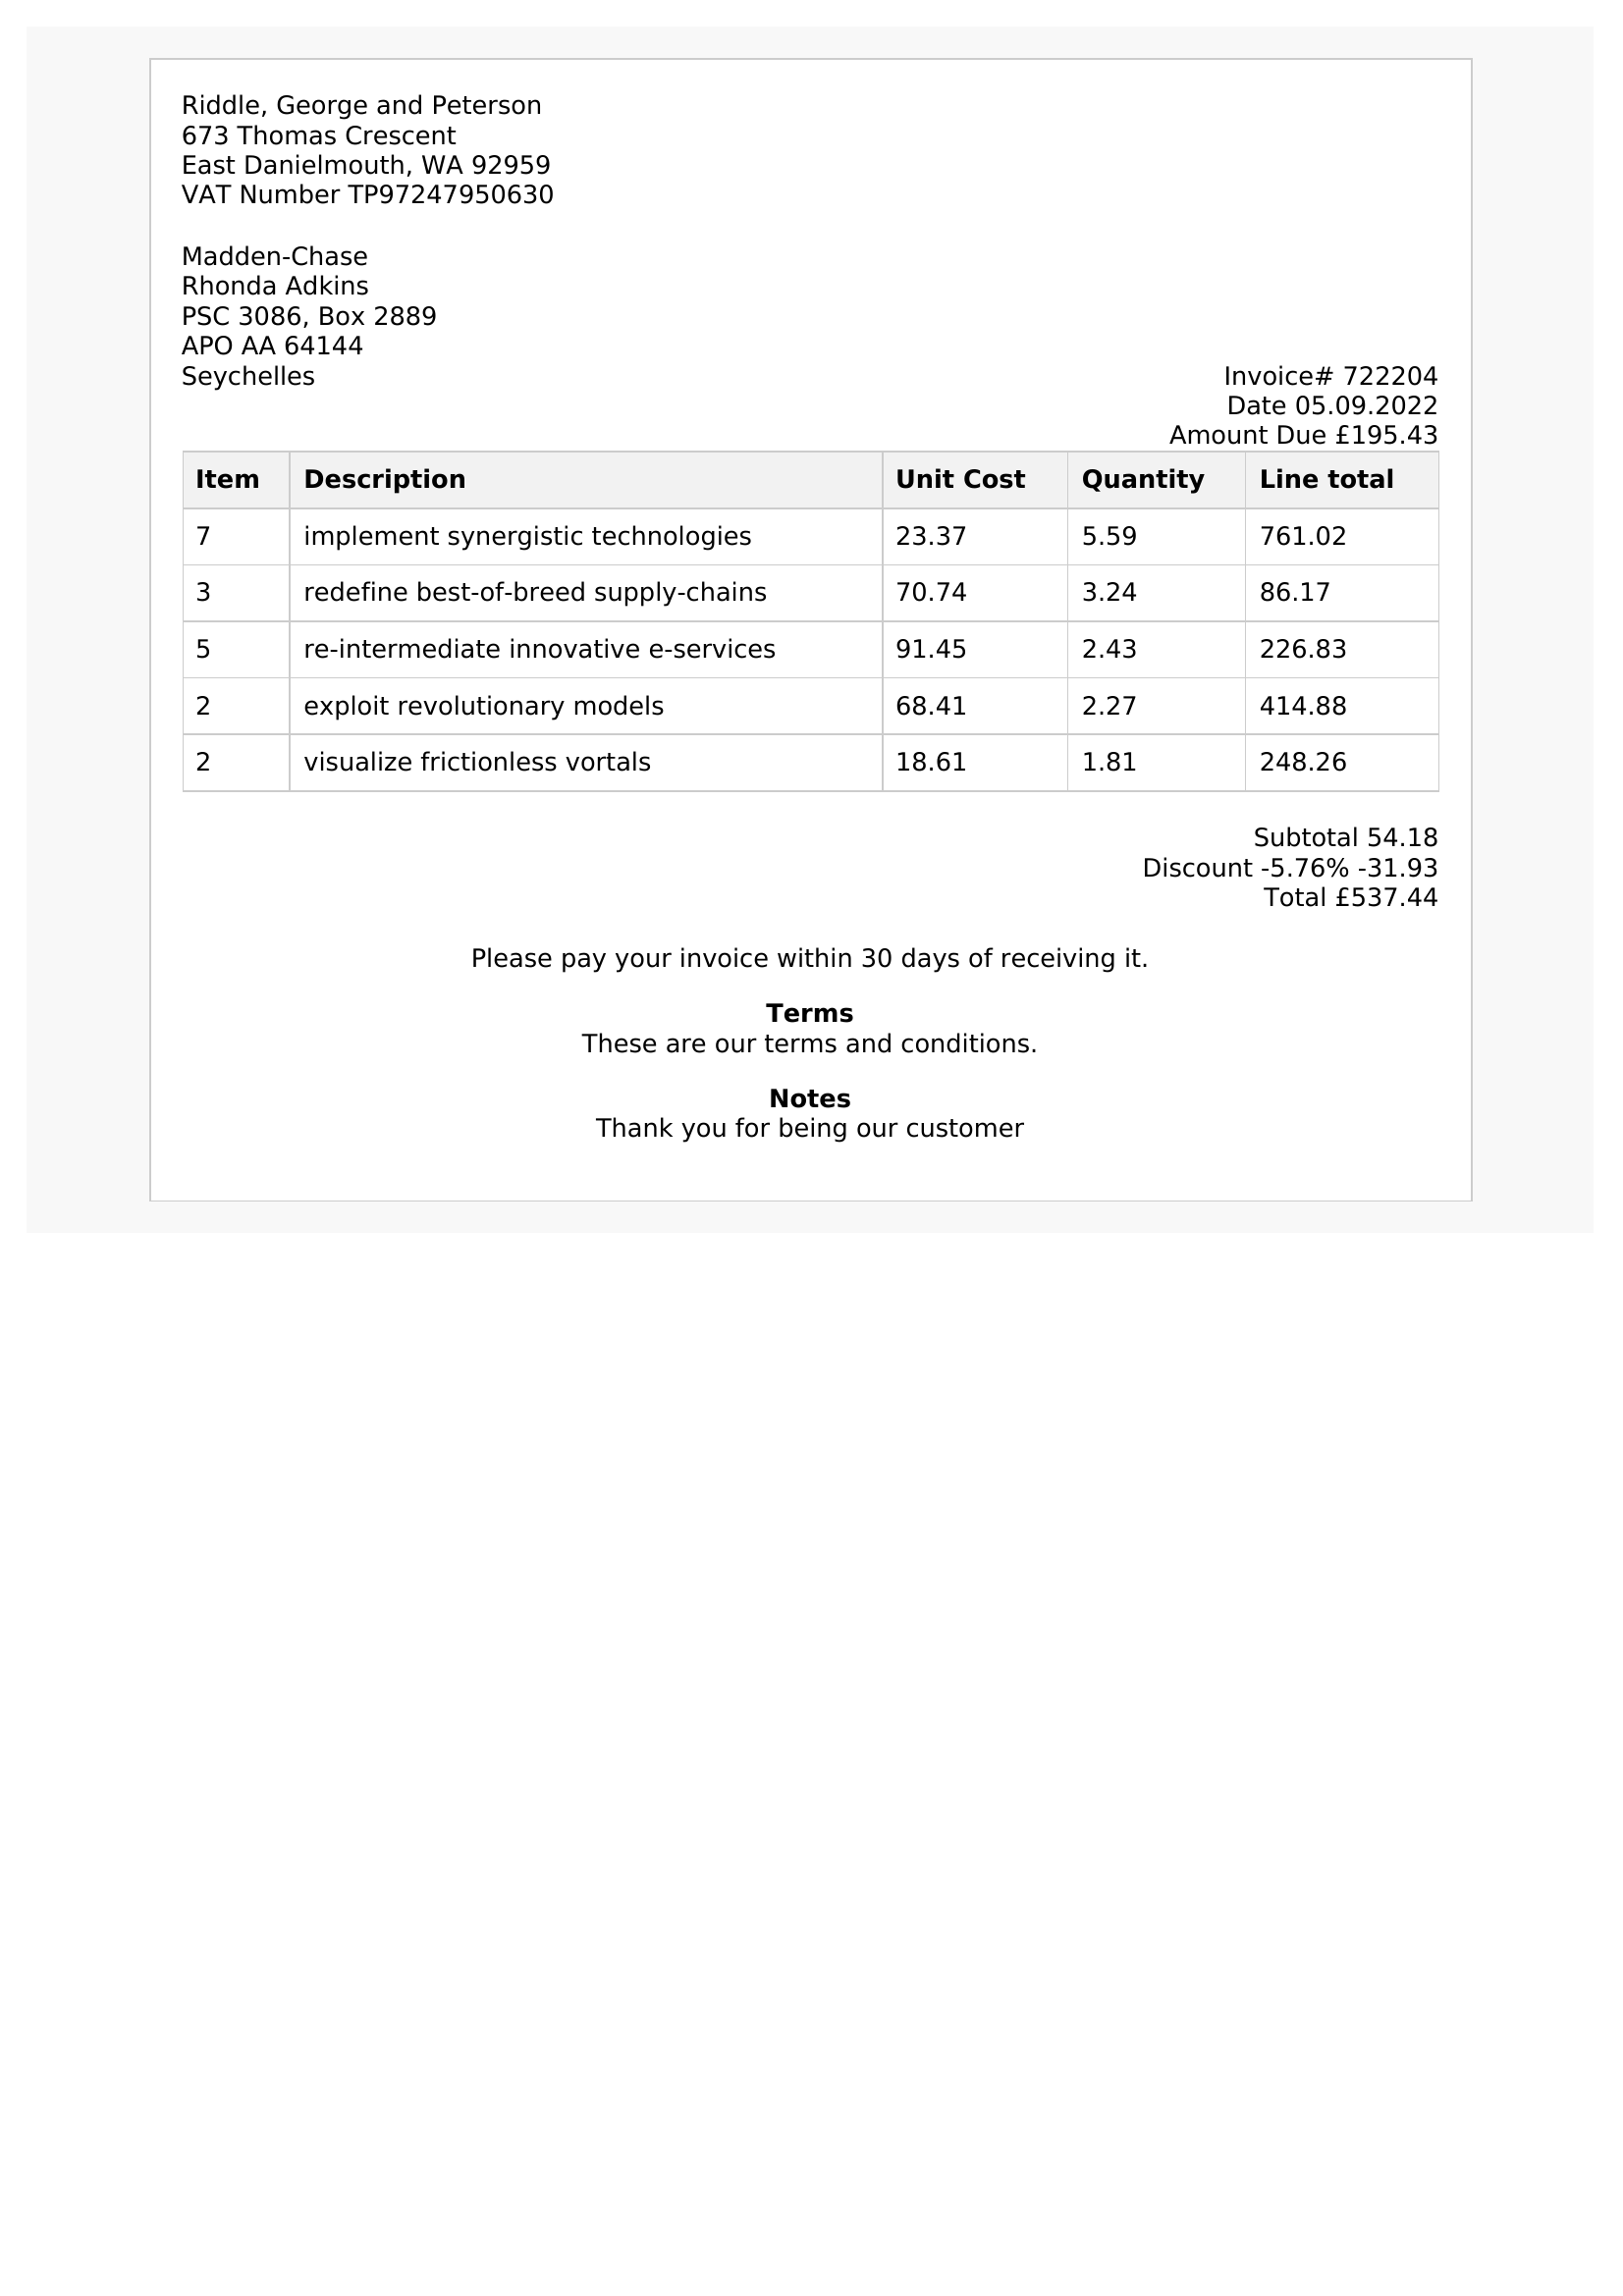 Riddle, George and Peterson
673 Thomas Crescent
East Danielmouth, WA 92959
VAT Number TP97247950630
Madden-Chase
Rhonda Adkins
PSC 3086, Box 2889
APO AA 64144
Seychelles
Invoice# 722204
Date 05.09.2022
Amount Due £195.43
Item Description Unit Cost Quantity Line total
7 implement synergistic technologies 23.37 5.59 761.02
3 redefine best-of-breed supply-chains 70.74 3.24 86.17
5 re-intermediate innovative e-services 91.45 2.43 226.83
2 exploit revolutionary models 68.41 2.27 414.88
2 visualize frictionless vortals 18.61 1.81 248.26
Subtotal 54.18
Discount -5.76% -31.93
Total £537.44
Please pay your invoice within 30 days of receiving it.
Terms
These are our terms and conditions.
Notes
Thank you for being our customer